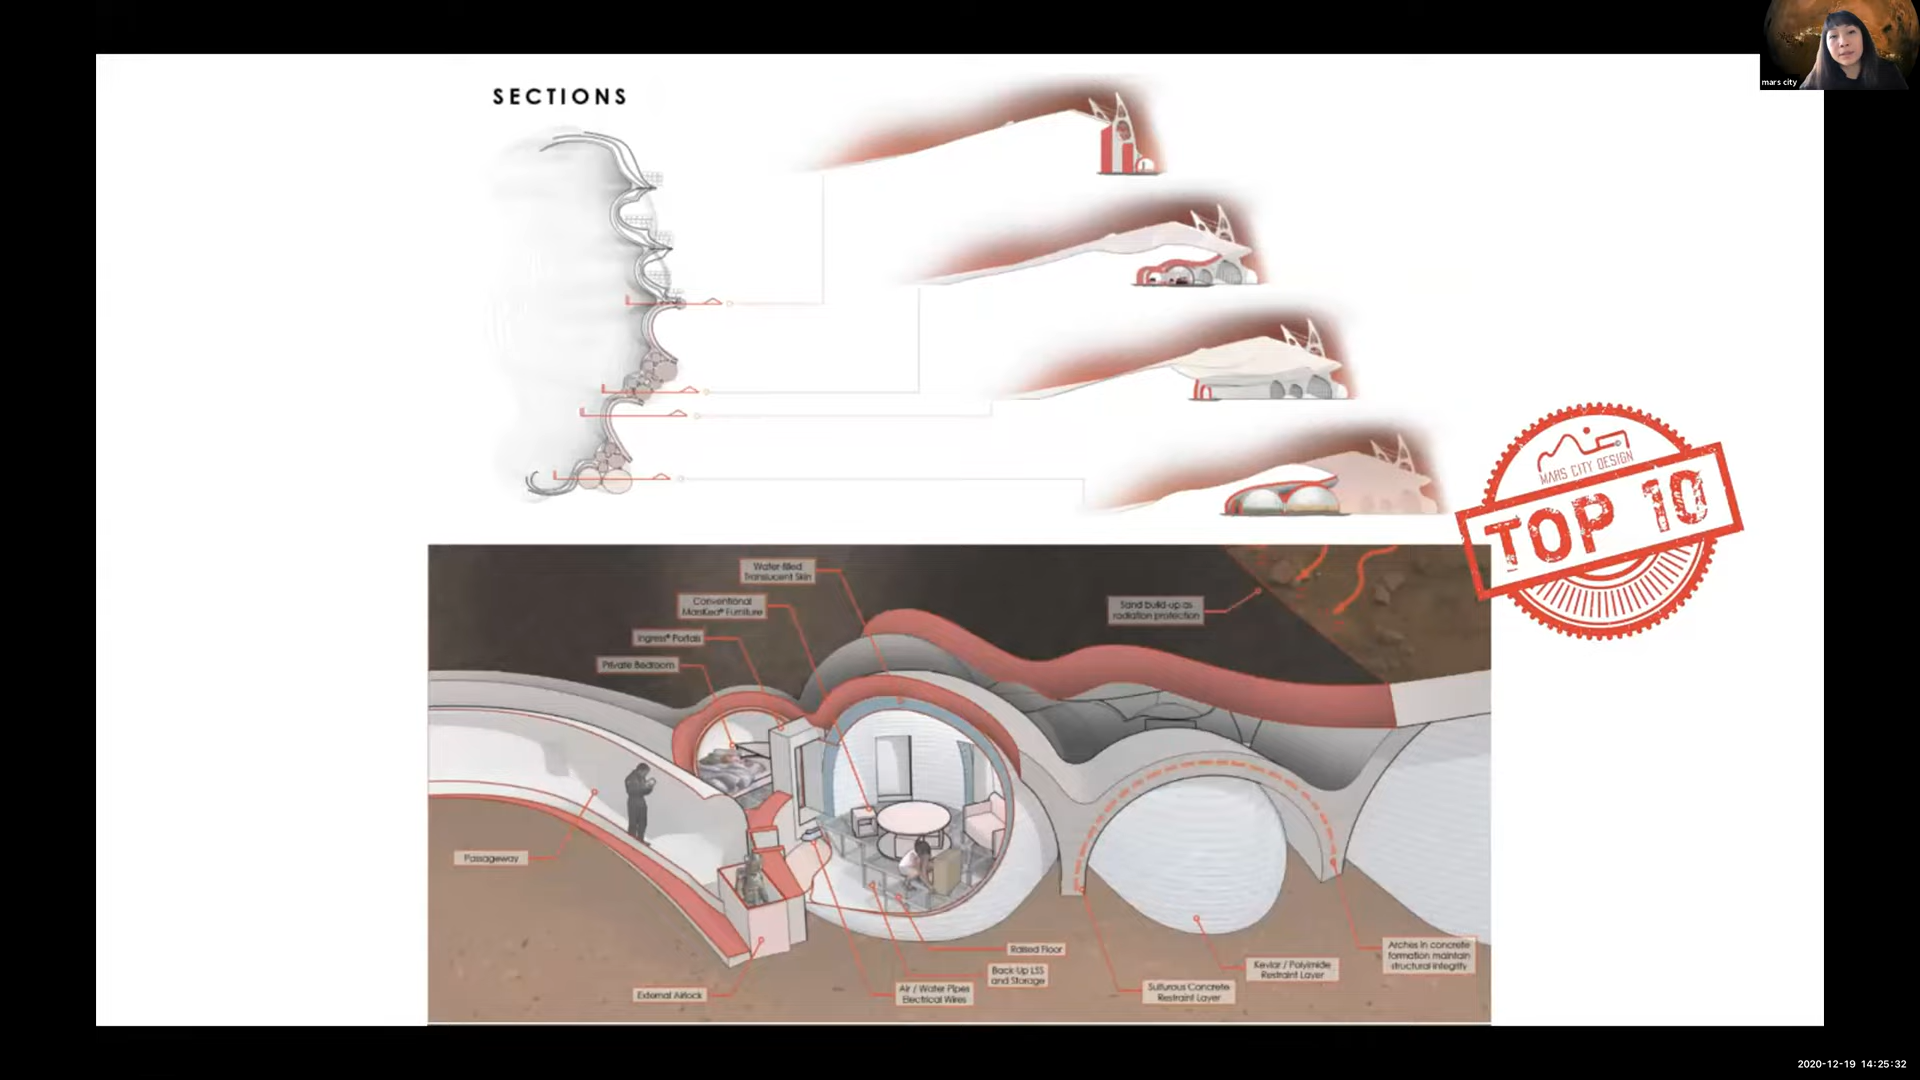 mars city
SECTIONS
MARS CITY DESIGN
TOP 10
Water-filled
Translucent Skin
Conventional
MarsKea® Furniture
Ingress® Portals
Private Bedroom
Sand build-up as
radiation protection
Passageway
External Airlock
Air / Water Pipes
Electrical Wires
Back Up LSS
and Storage
Raised Floor
Sulfurous Concrete
Restraint Layer
Kevlar / Polyimide
Restraint Layer
Arches in concrete
formation maintain
structural integrity
2020-12-19 14:25:32